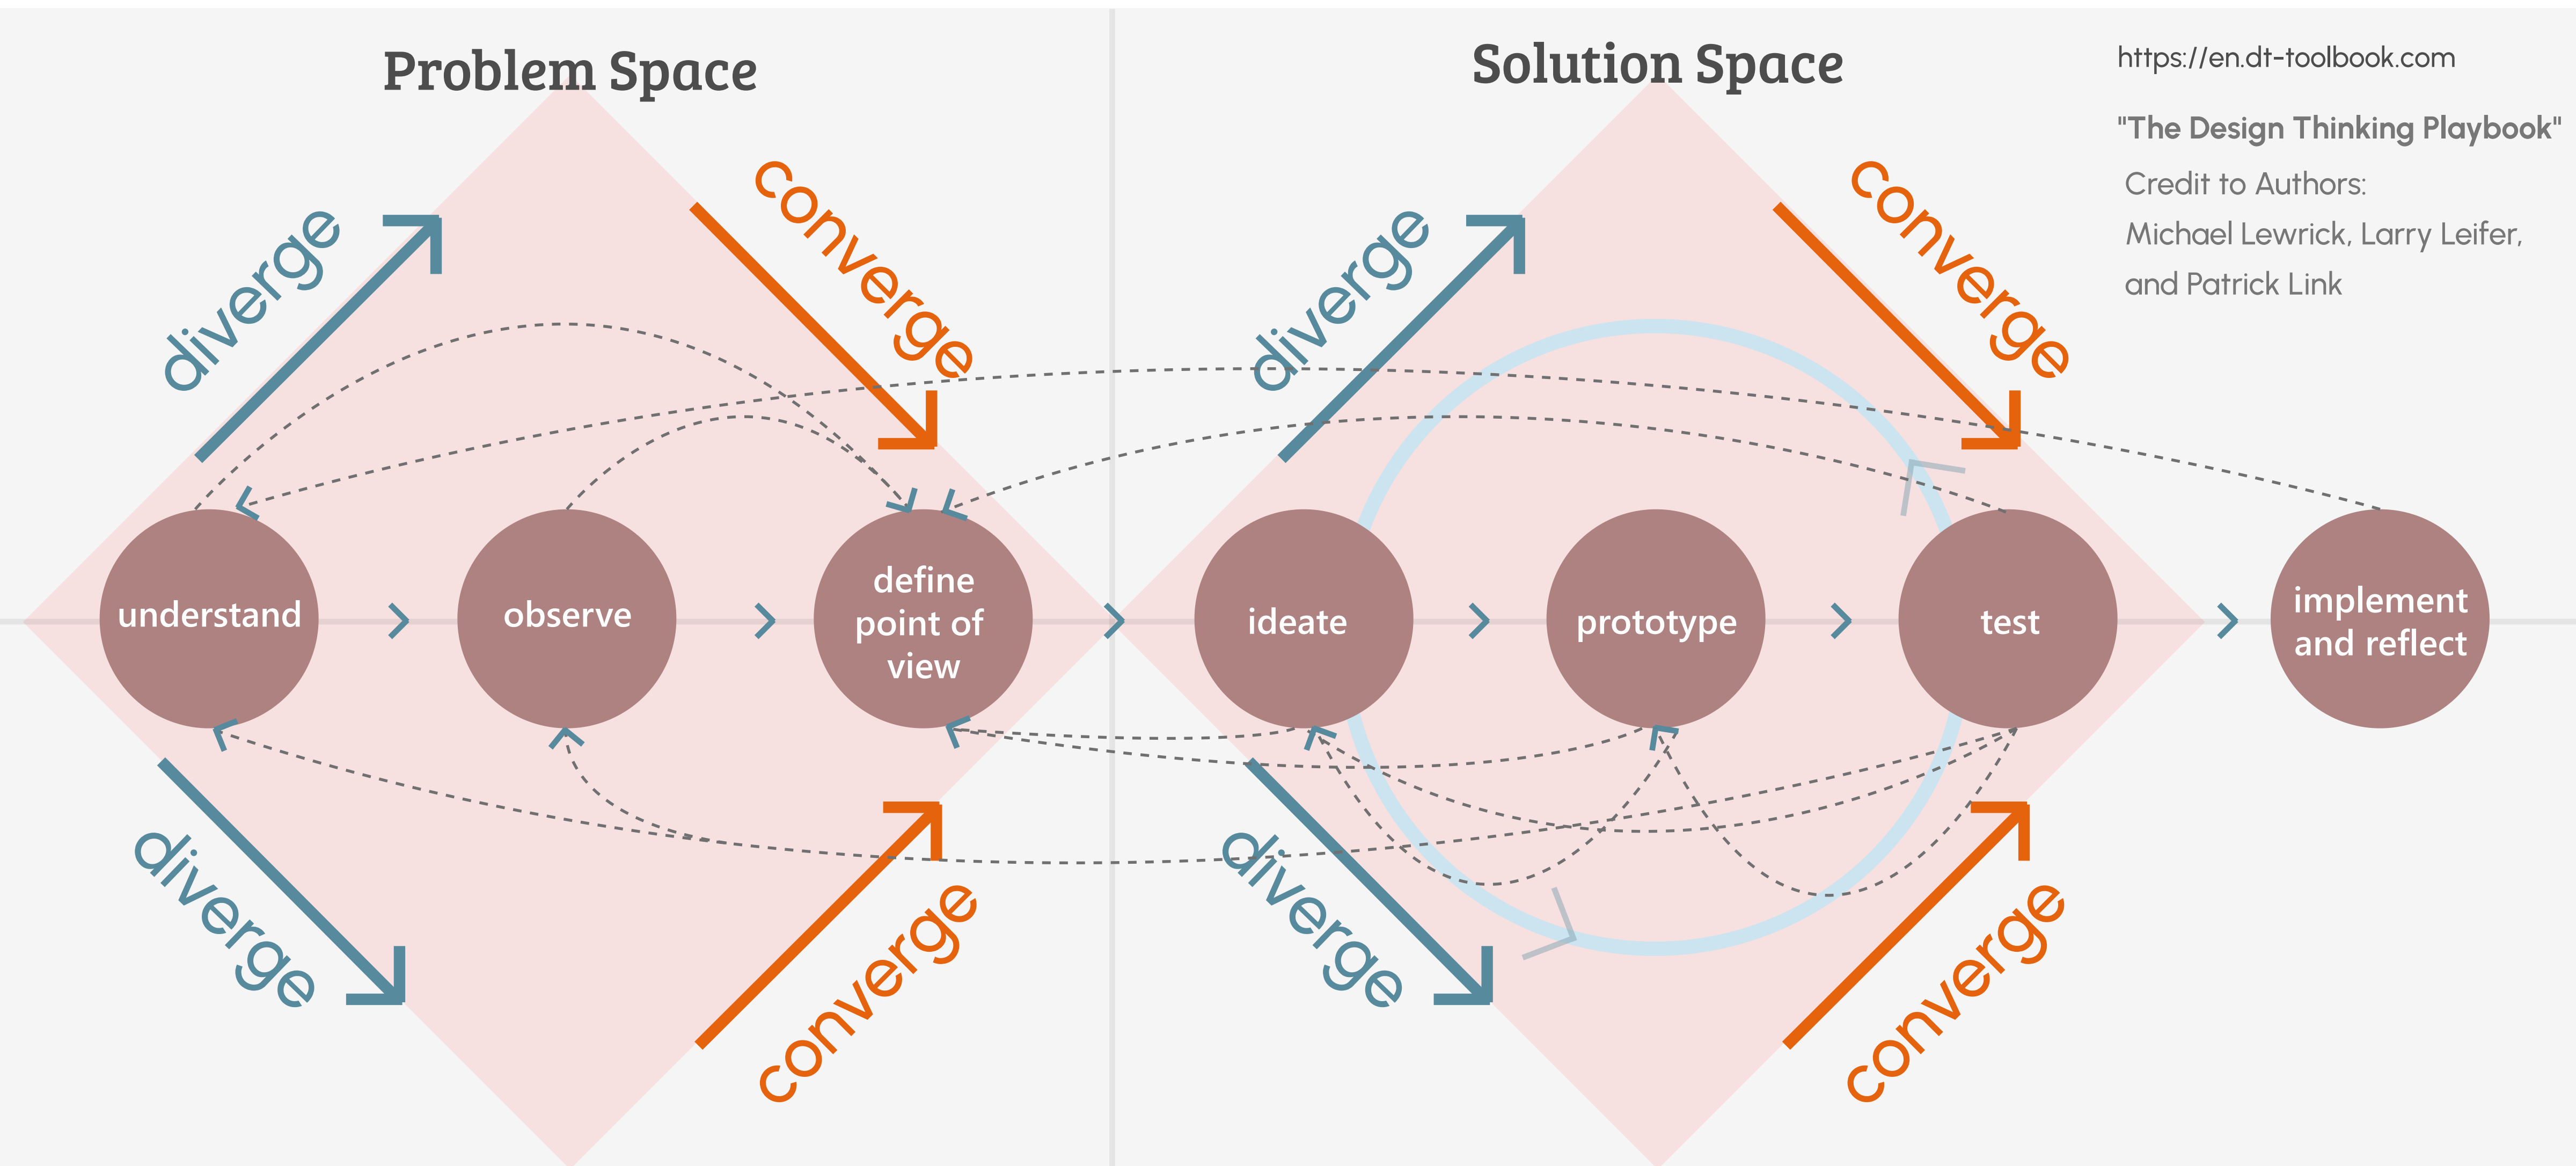 Problem Space
Solution Space
https://en.dt-toolbook.com
"The Design Thinking Playbook"
Credit to Authors:
Michael Lewrick, Larry Leifer,
and Patrick Link
diverge
converge
diverge
converge
understand
observe
define
point of
view
ideate
prototype
test
implement
and reflect
diverge
converge
diverge
converge